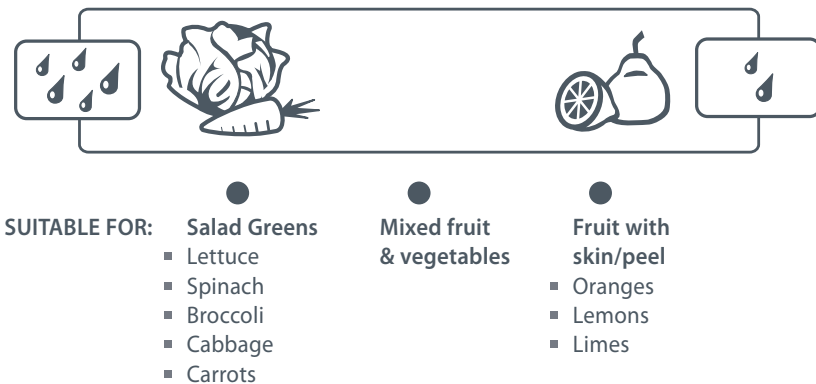 SUITABLE FOR:
Salad Greens
▪ Lettuce
▪ Spinach
▪ Broccoli
▪ Cabbage
▪ Carrots
Mixed fruit
& vegetables
Fruit with
skin/peel
▪ Oranges
▪ Lemons
▪ Limes